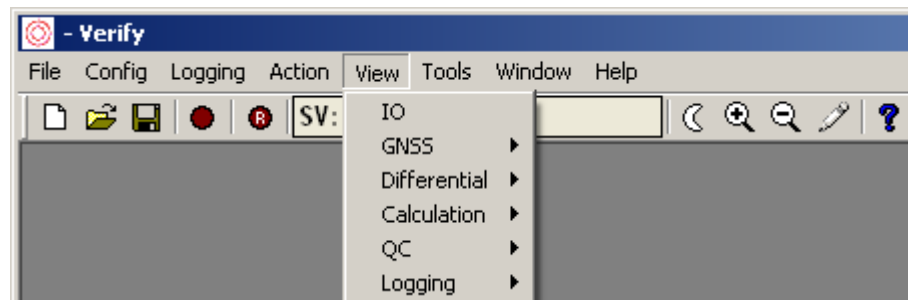 - Verify
File Config Logging Action View Tools Window Help
R SV: ?
IO
GNSS
Differential
Calculation
QC
Logging